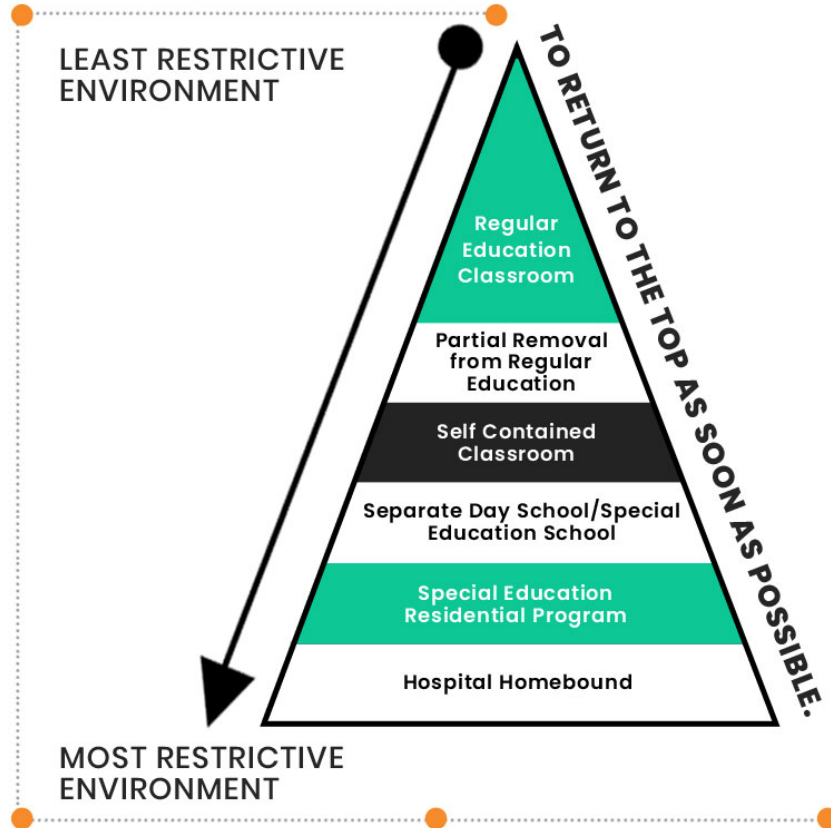 LEAST RESTRICTIVE
ENVIRONMENT
TO RETURN TO THE TOP AS SOON AS POSSIBLE.
Regular
Education
Classroom
Partial Removal
from Regular
Education
Self Contained
Classroom
Separate Day School/Special
Education School
Special Education
Residential Program
Hospital Homebound
MOST RESTRICTIVE
ENVIRONMENT